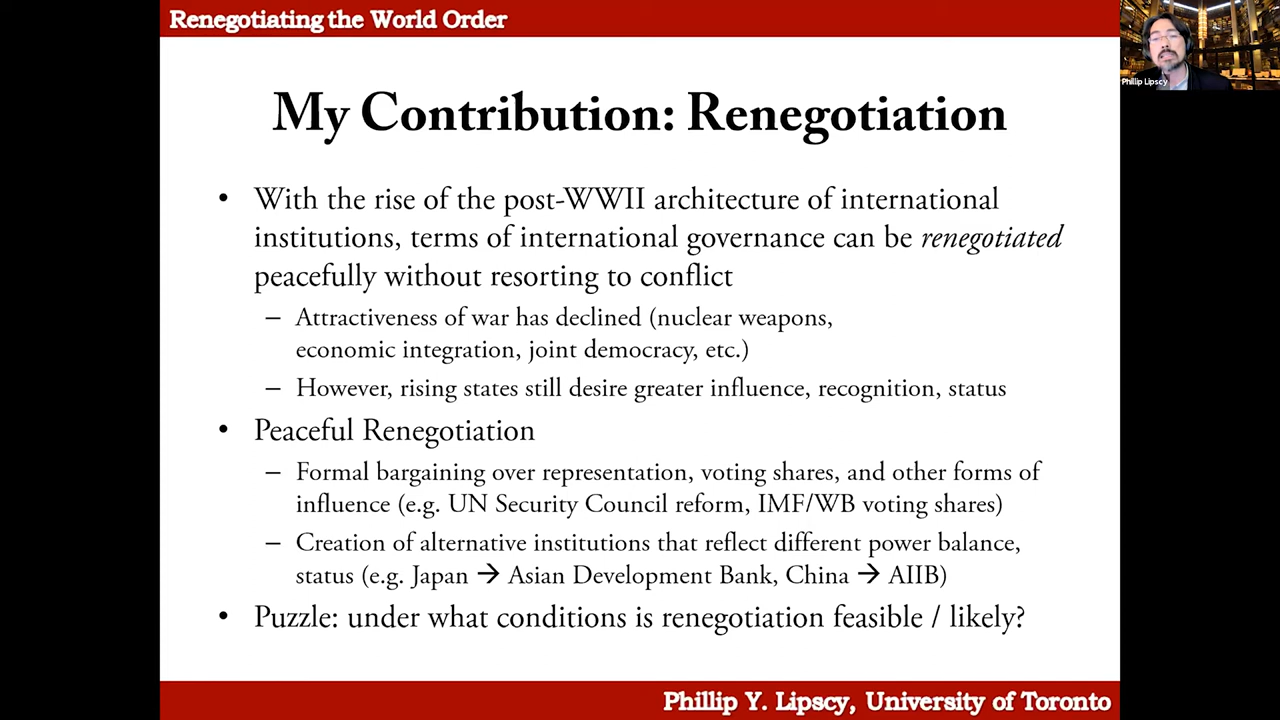 Renegotiating the World Order
Phillip Lipscy
My Contribution: Renegotiation
• With the rise of the post-WWII architecture of international
institutions, terms of international governance can be renegotiated
peacefully without resorting to conflict
– Attractiveness of war has declined (nuclear weapons,
economic integration, joint democracy, etc.)
– However, rising states still desire greater influence, recognition, status
• Peaceful Renegotiation
– Formal bargaining over representation, voting shares, and other forms of
influence (e.g. UN Security Council reform, IMF/WB voting shares)
– Creation of alternative institutions that reflect different power balance,
status (e.g. Japan → Asian Development Bank, China → AIIB)
• Puzzle: under what conditions is renegotiation feasible / likely?
Phillip Y. Lipscy, University of Toronto